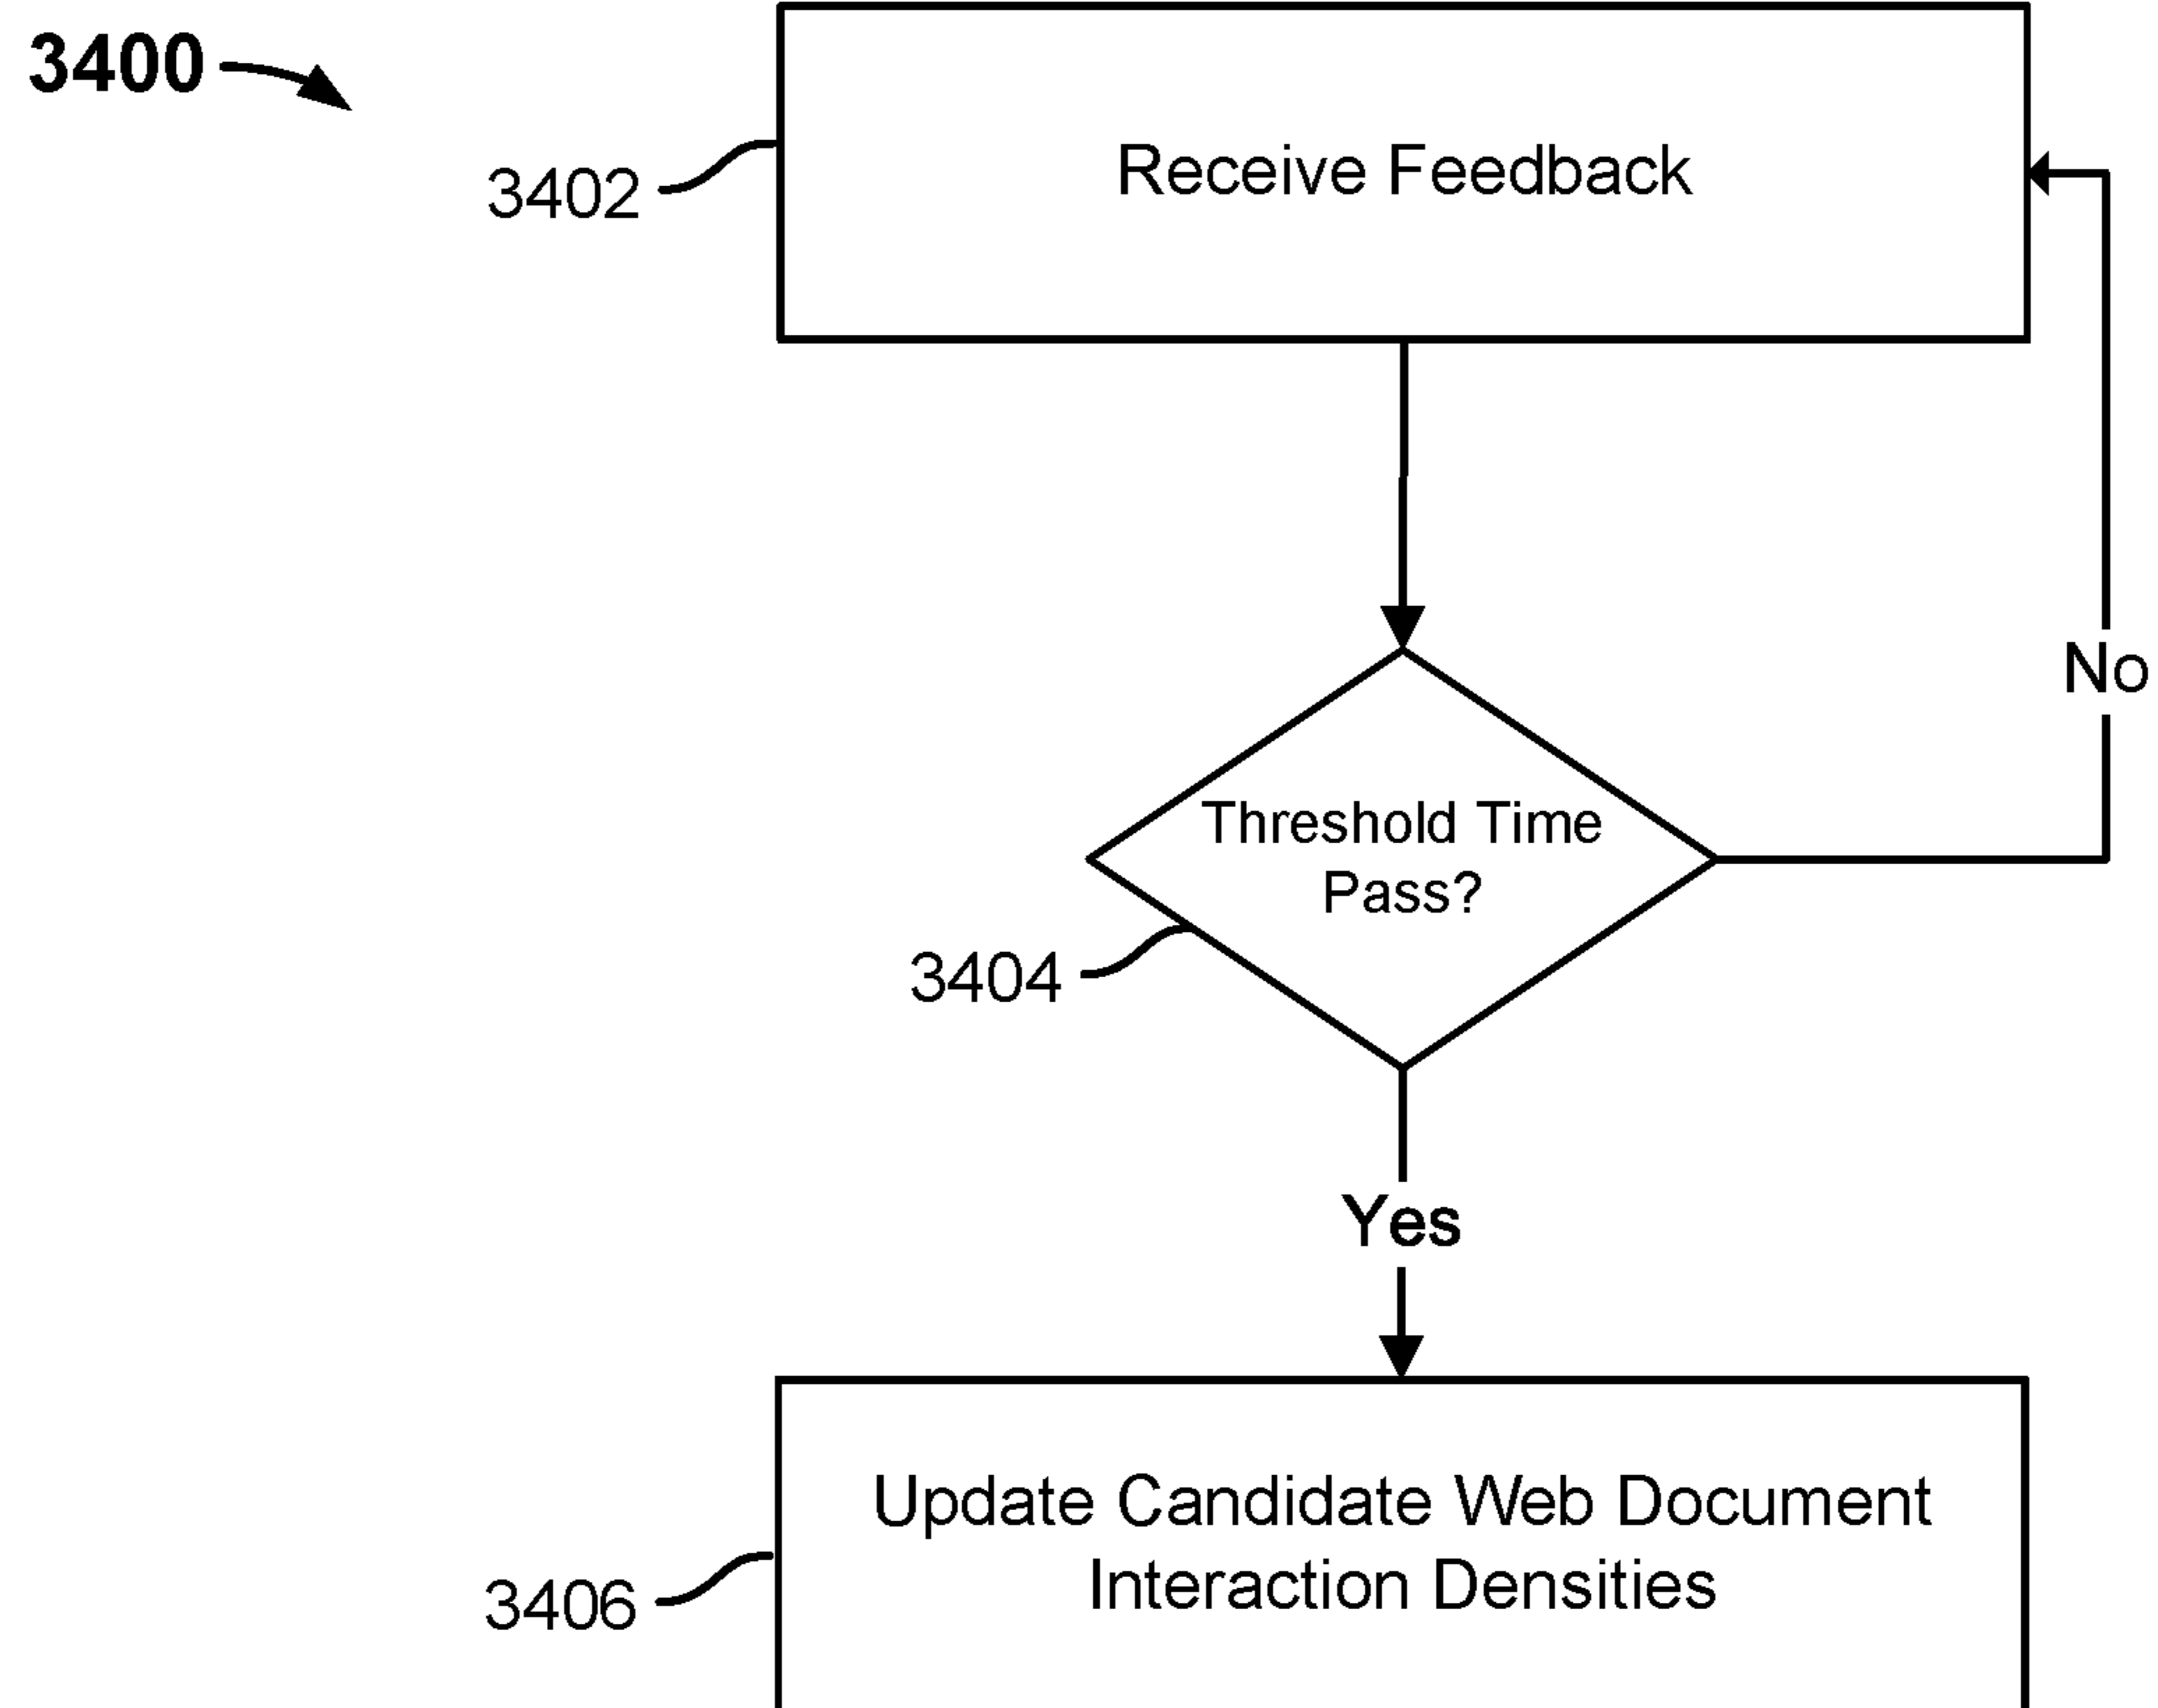 3400
3402
Receive Feedback
No
Threshold Time
Pass?
3404
Yes
Update Candidate Web Document
Interaction Densities
3406